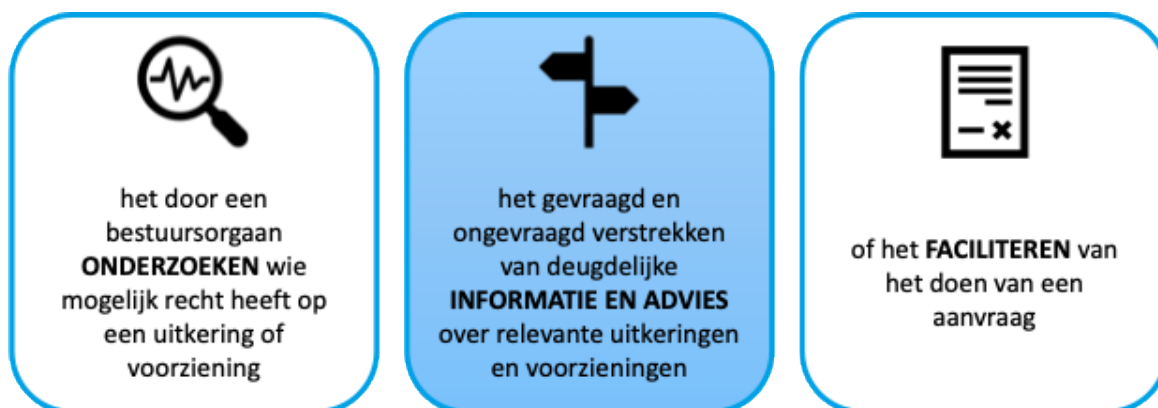 het door een
bestuursorgaan
ONDERZOEKEN wie
mogelijk recht heeft op
een uitkering of
voorziening
het gevraagd en
ongevraagd verstrekken
van deugdelijke
INFORMATIE EN ADVIES
over relevante uitkeringen
en voorzieningen
of het FACILITEREN van
het doen van een
aanvraag